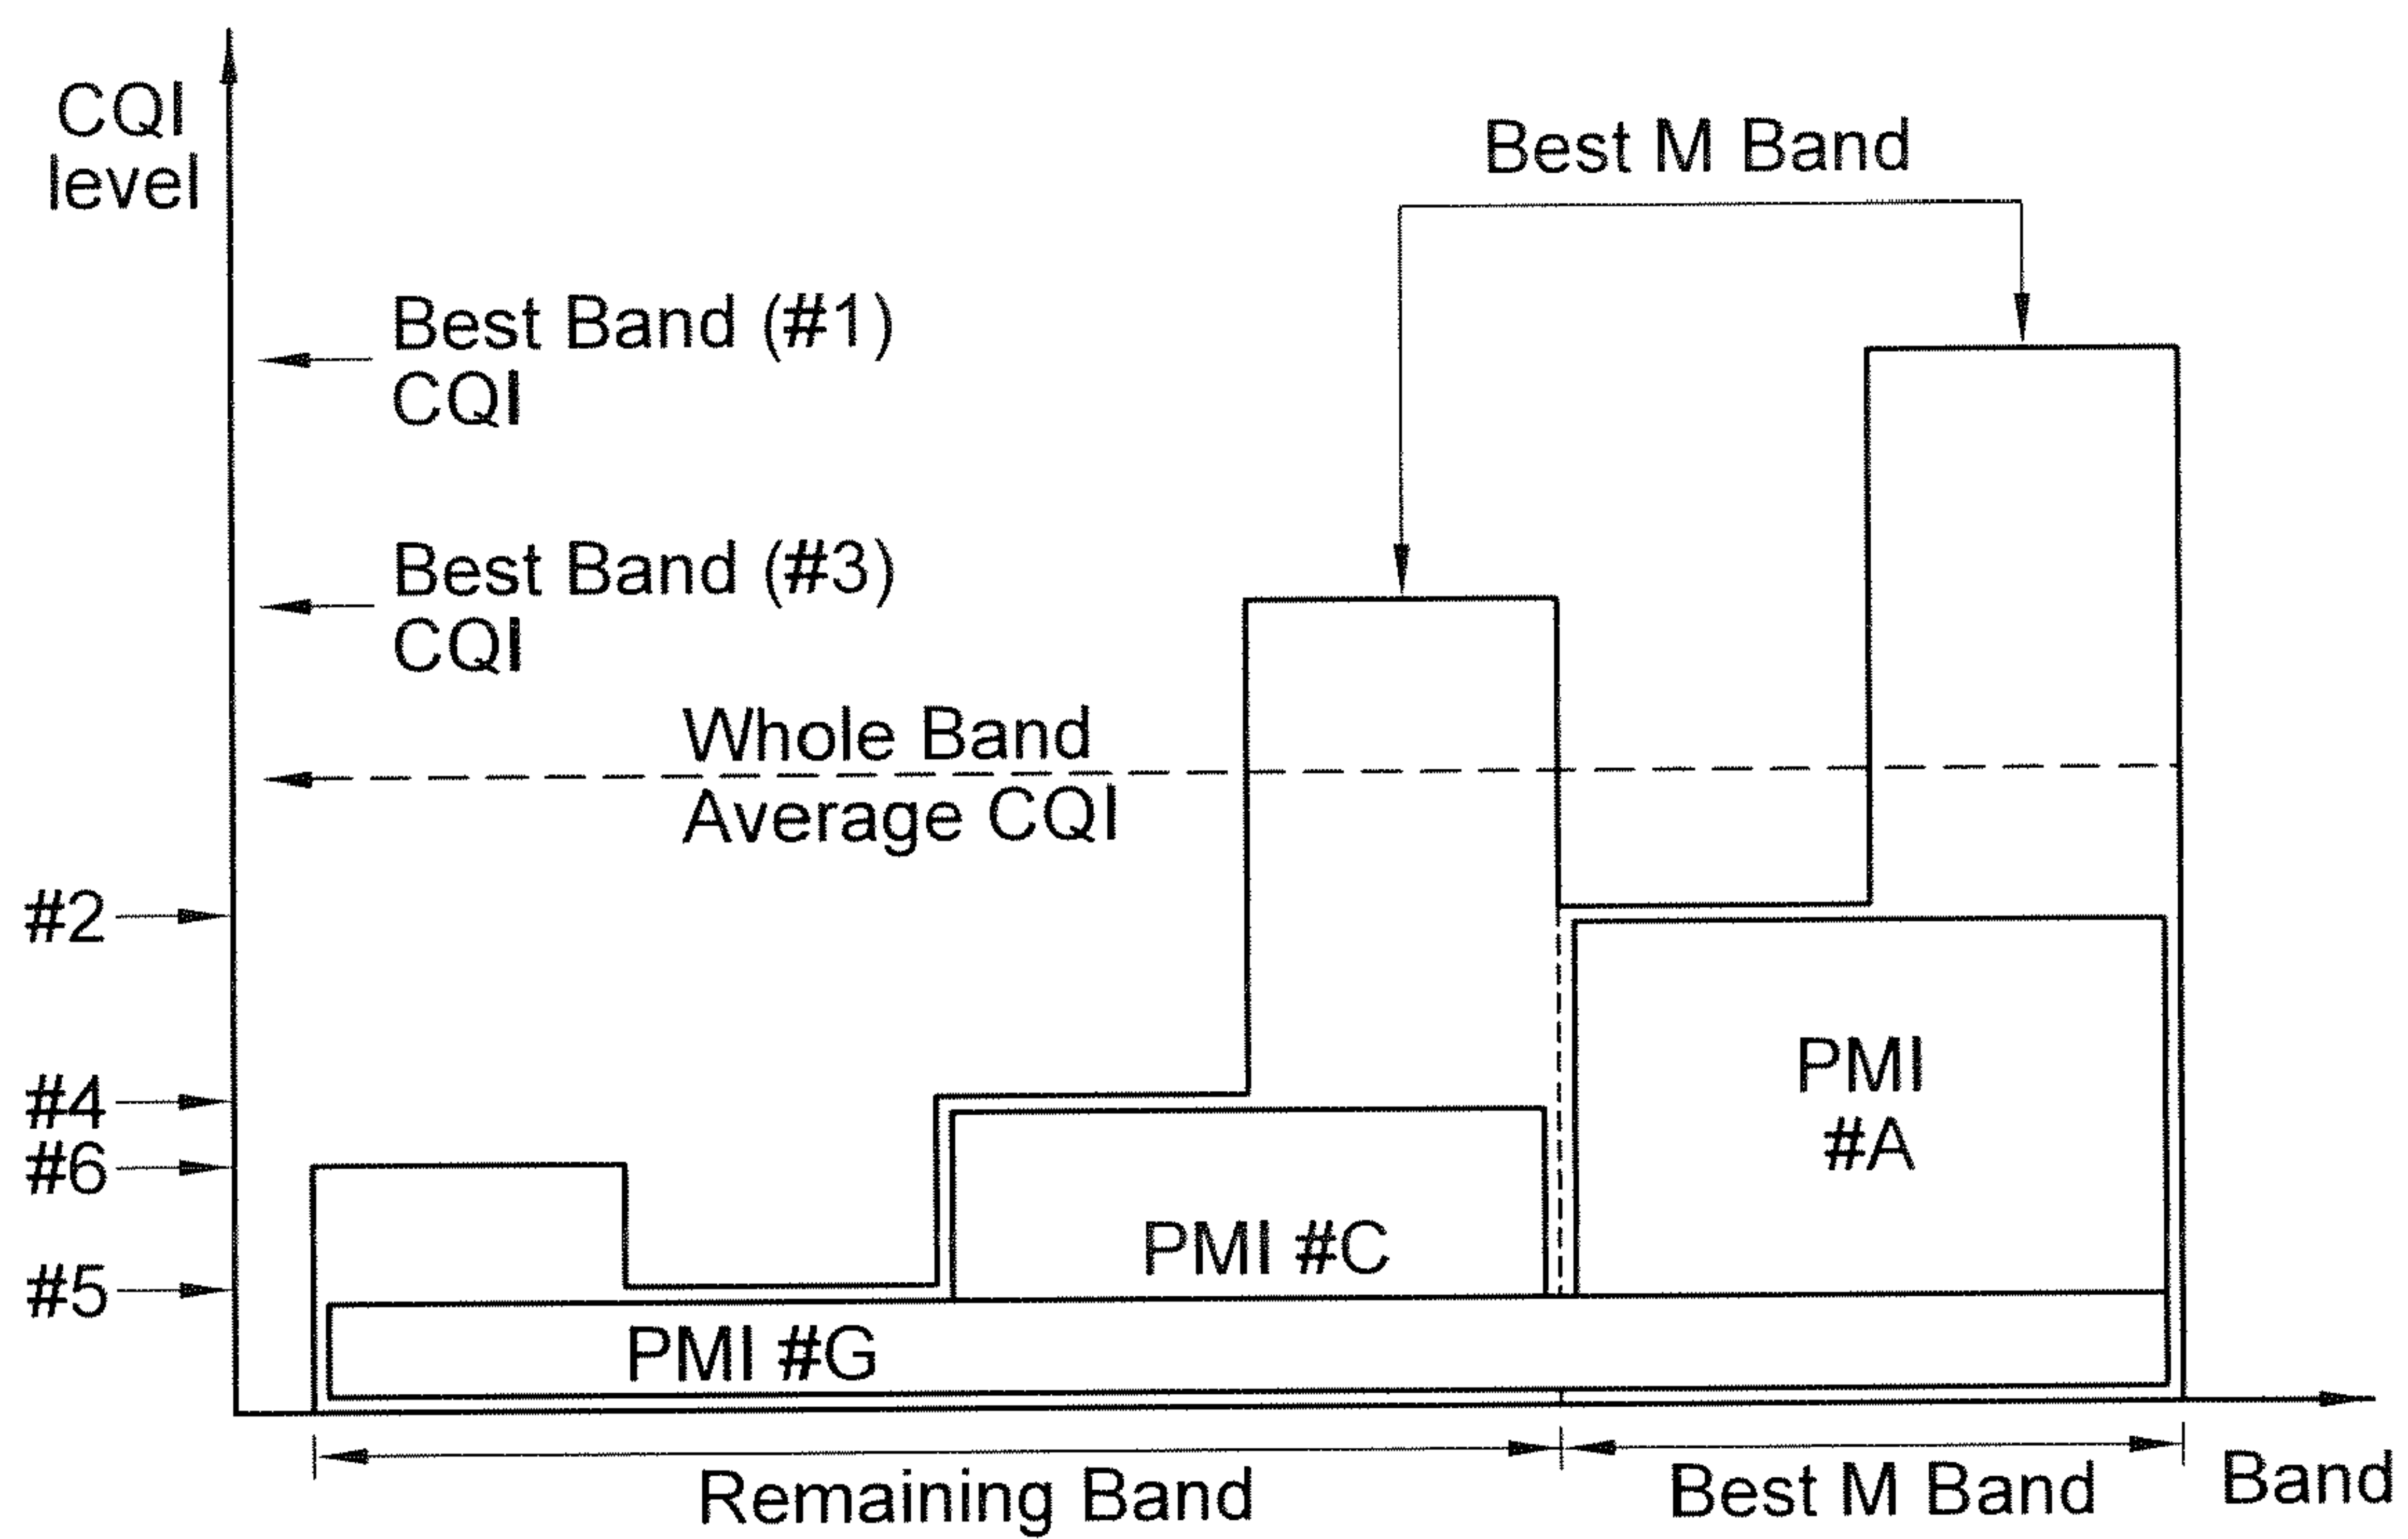 CQI
level
Best M Band
Best Band (#1)
CQI
Best Band (#3)
CQI
Whole Band
Average CQI
#2
#4
#6
#5
PMI
#A
PMI #C
PMI #G
Remaining Band
Best M Band
Band